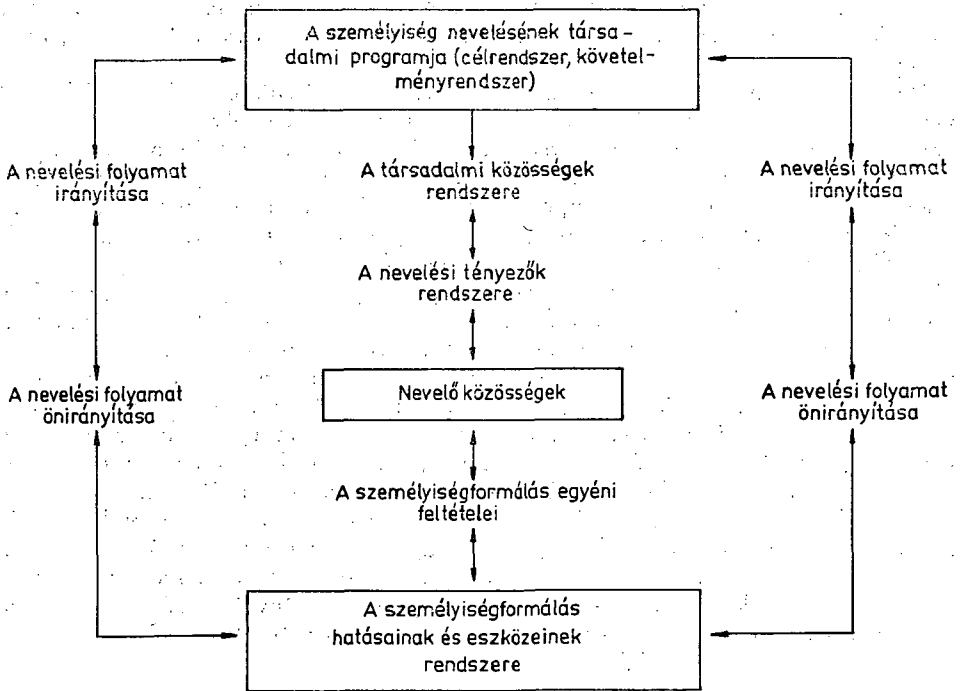 A személyiség nevelésének társa-
dalmi programja (célrendszer, követel-
ményrendszer)
A nevelési folyamat
irányítása
A társadalmi közösségek
rendszere
A nevelési folyamat
irányítása
A nevelési tényezők
rendszere
A nevelési folyamat
önirányítása
Nevelő közösségek
A nevelési folyamat
önirányítása
A személyiségformálás egyéni
feltételei
A személyiségformálás
hatásainak és eszközeinek
rendszere